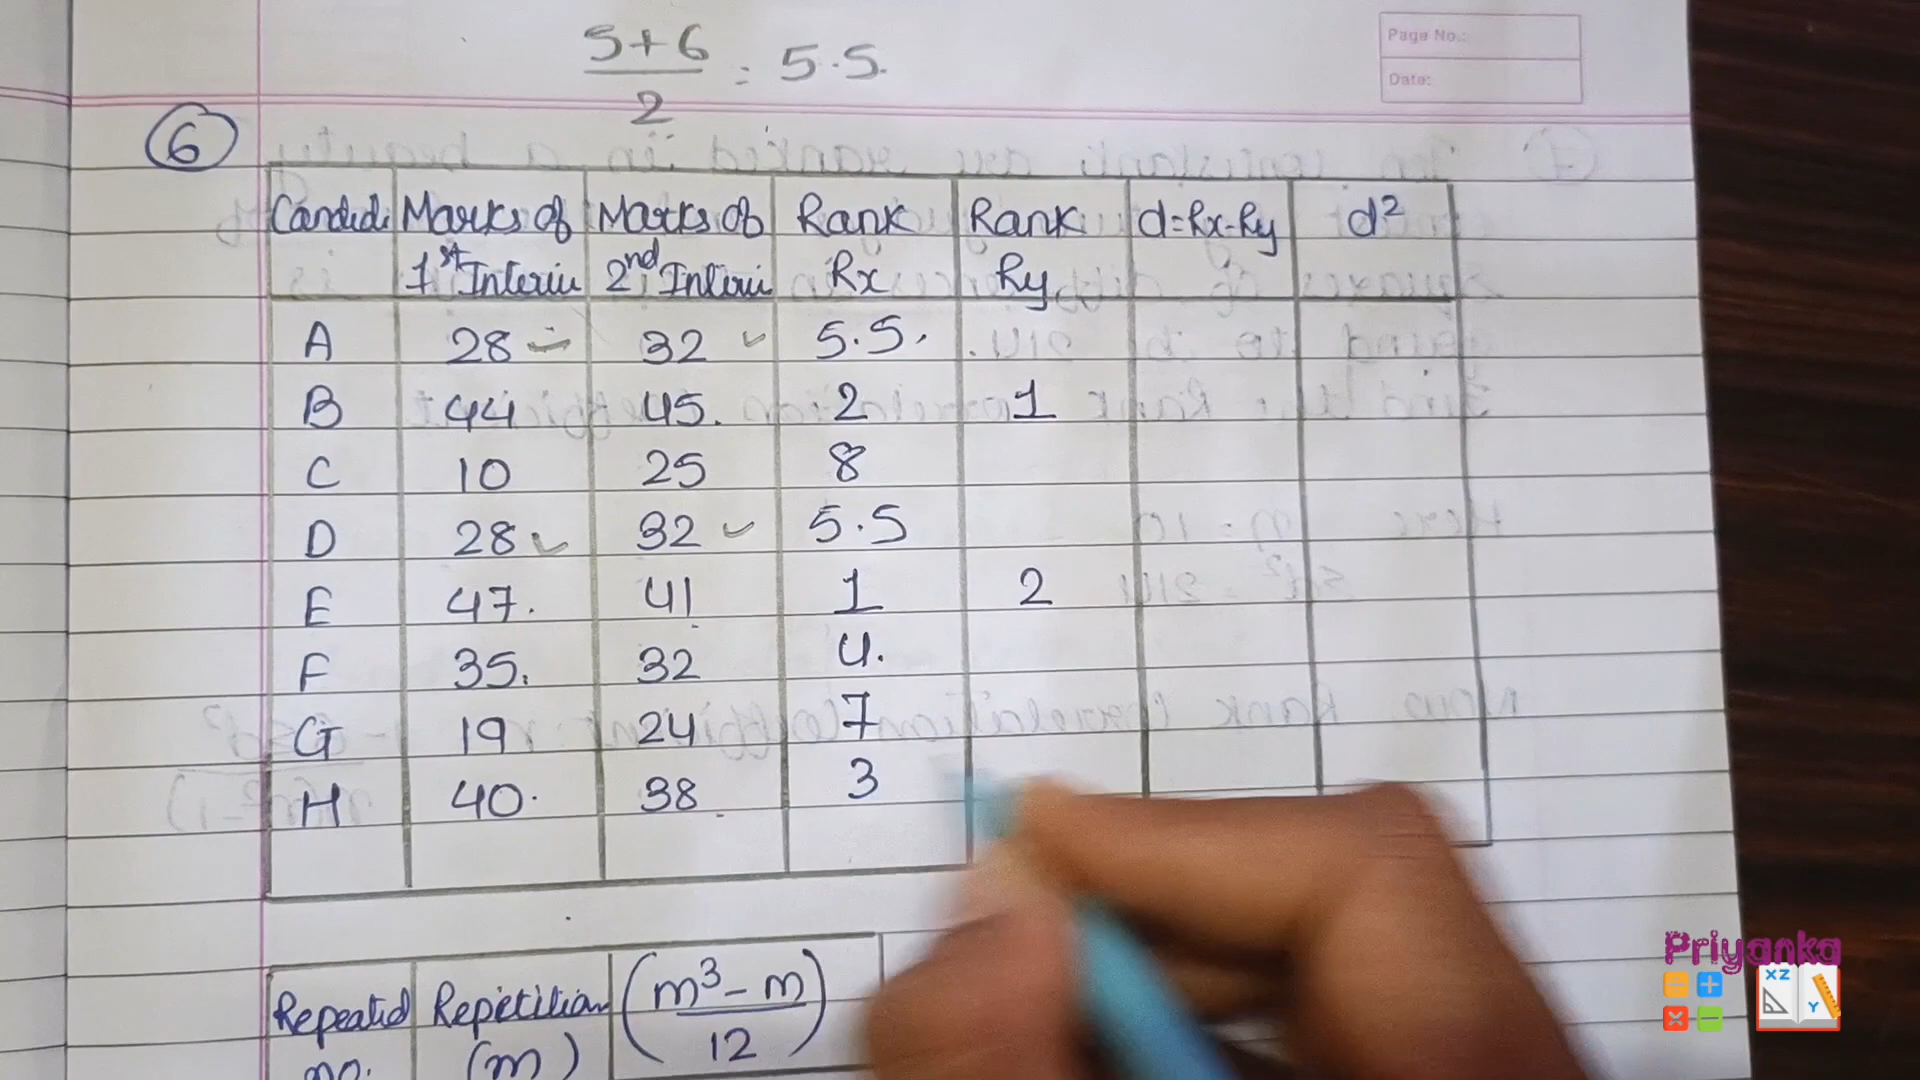 5+6
2
= 5.5.
Page No.:
Date:
6
Candid. Marks of Marks of Rank Rank d=Rx-Ry d²
1st Interviu 2nd Interviu Rx Ry
A 28 32 5.5.
B 44 45. 2 1
C 10 25 8
D 28 32 5.5
E 47. 41 1 2
F 35. 32 4.
G 19 24 7
H 40. 38 3
Repeated Repetition (m³-m)
no. (m) 12
Priyanka
XZ
Y